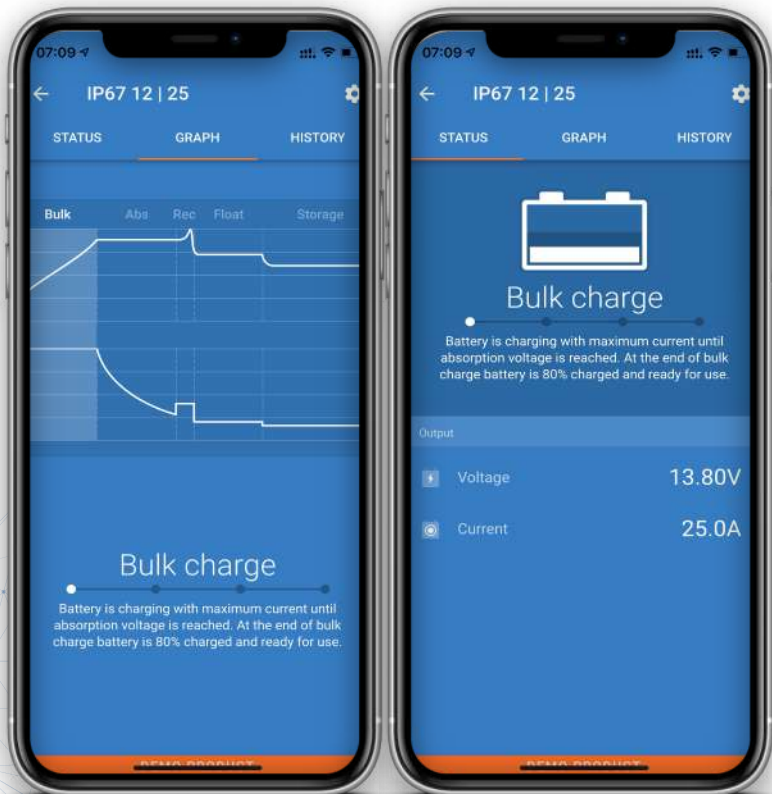 07:09
IP67 12 | 25
STATUS GRAPH HISTORY
Bulk Abs Rec Float Storage
Bulk charge
Battery is charging with maximum current until
absorption voltage is reached. At the end of bulk
charge battery is 80% charged and ready for use.
DEMO PRODUCT
07:09
IP67 12 | 25
STATUS GRAPH HISTORY
Bulk charge
Battery is charging with maximum current until
absorption voltage is reached. At the end of bulk
charge battery is 80% charged and ready for use.
Output
Voltage 13.80V
Current 25.0A
DEMO PRODUCT